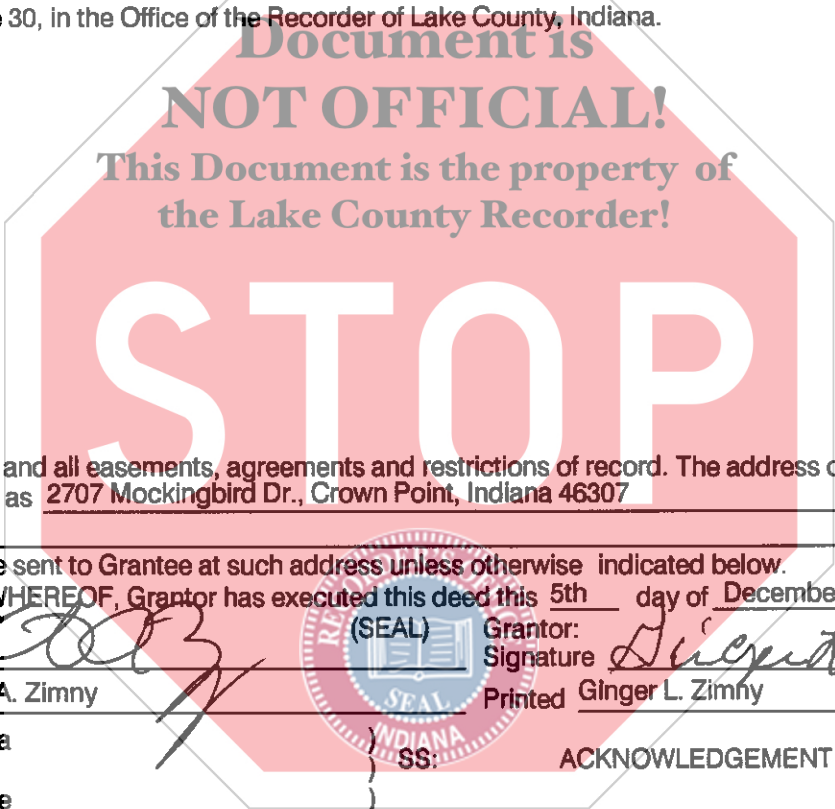 30, in the Office of the Recorder of Lake County, Indiana.
Document is
NOT OFFICIAL!
This Document is the property of
the Lake County Recorder!
STOP
and all easements, agreements and restrictions of record. The address
as 2707 Mockingbird Dr., Crown Point, Indiana 46307
sent to Grantee at such address unless otherwise indicated below.
WHEREOF, Grantor has executed this deed this 5th day of December
(SEAL) Grantor:
Signature
A. Zimny Printed Ginger L. Zimny
SS: ACKNOWLEDGEMENT
RECORDER'S OFFICE
SEAL
INDIANA